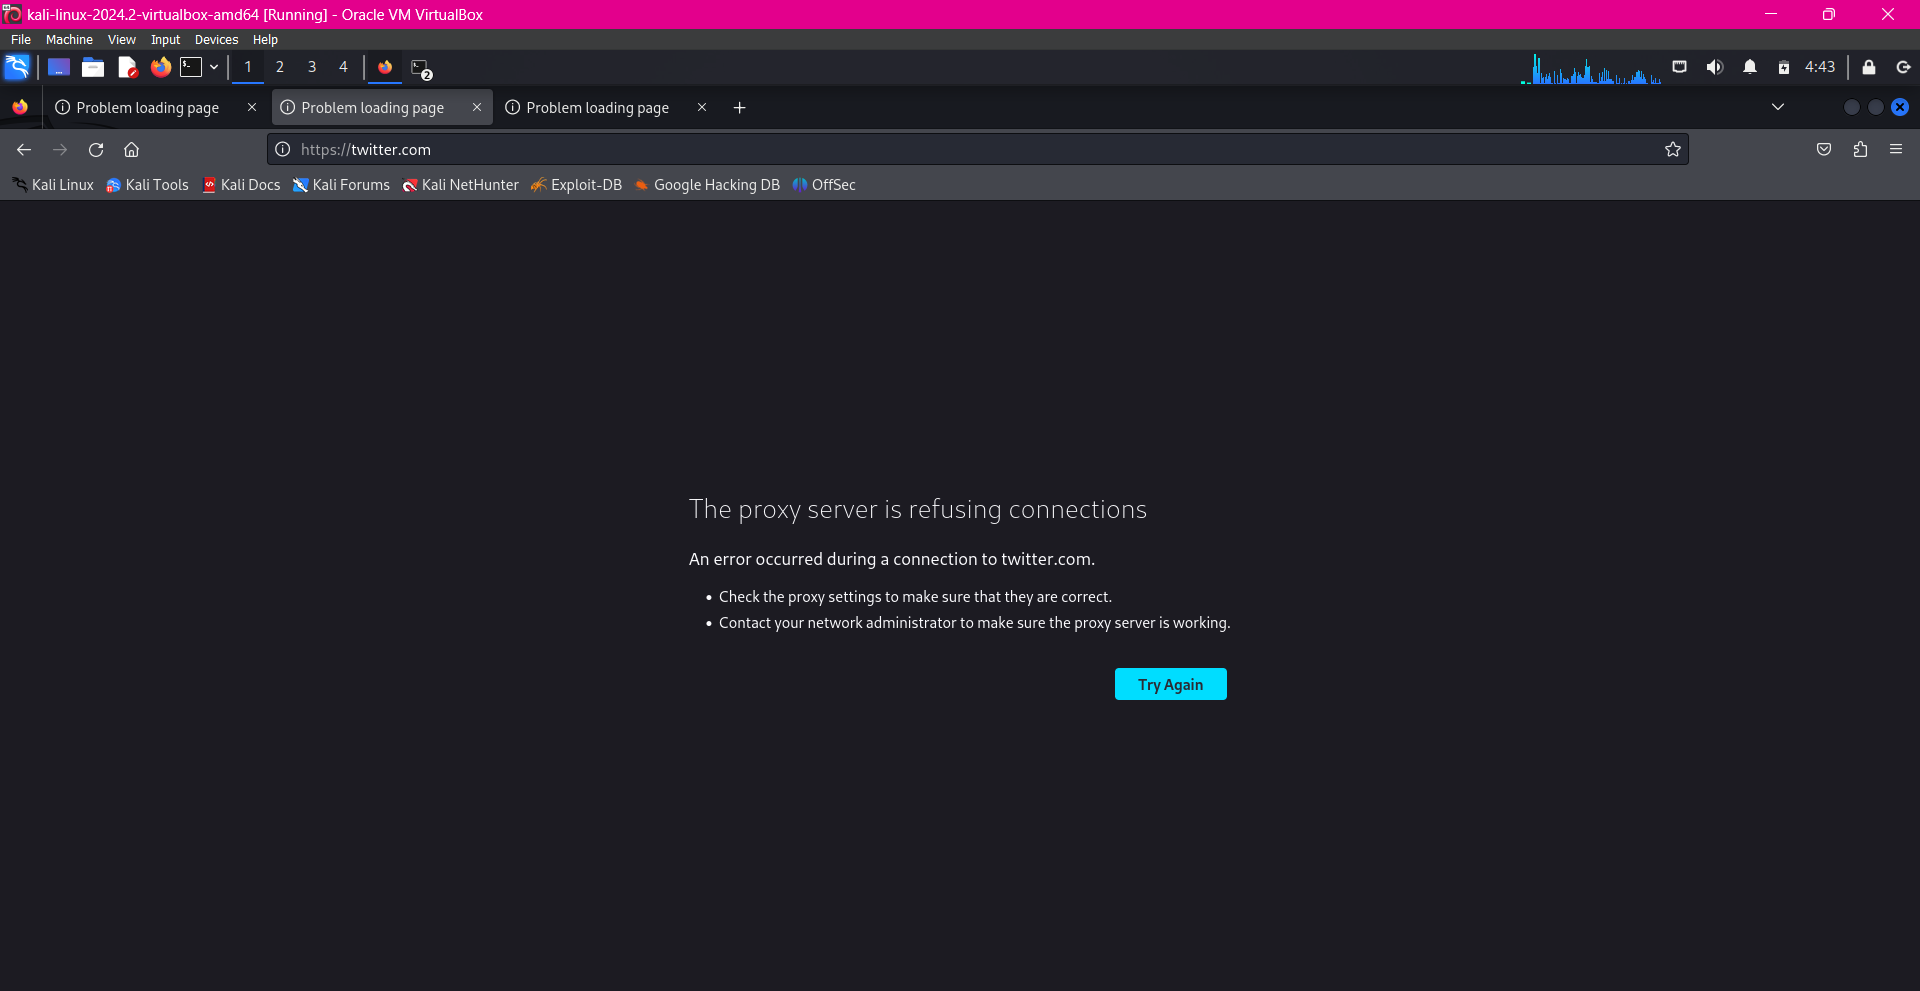 kali-linux-2024.2-virtualbox-amd64 [Running] - Oracle VM VirtualBox
File Machine View Input Devices Help
1 2 3 4 2 4:43
Problem loading page Problem loading page Problem loading page
https://twitter.com
Kali Linux Kali Tools Kali Docs Kali Forums Kali NetHunter Exploit-DB Google Hacking DB OffSec
The proxy server is refusing connections
An error occurred during a connection to twitter.com.
• Check the proxy settings to make sure that they are correct.
• Contact your network administrator to make sure the proxy server is working.
Try Again